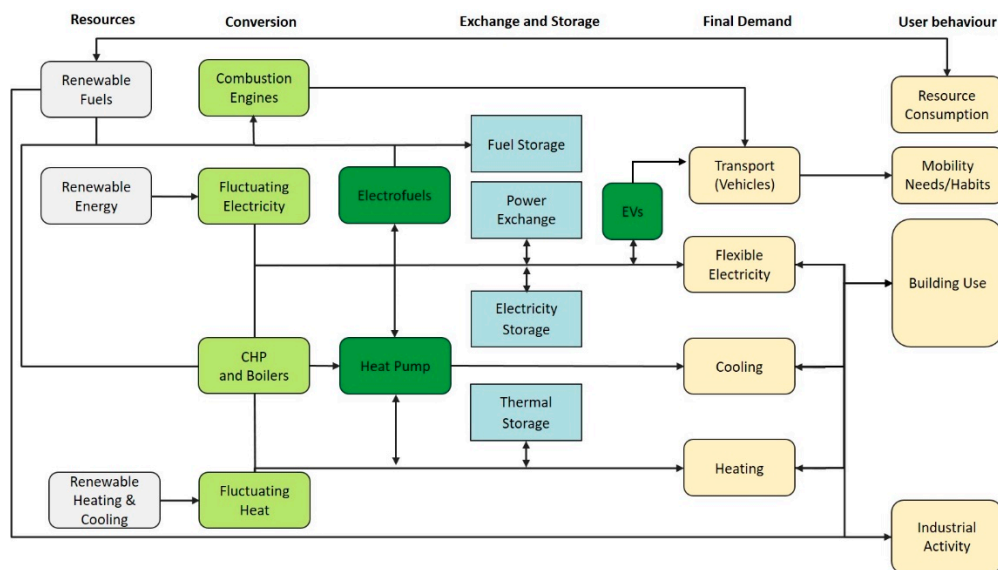 Resources
Conversion
Exchange and Storage
Final Demand
User behaviour
Renewable
Fuels
Combustion
Engines
Resource
Consumption
Fuel Storage
Renewable
Energy
Fluctuating
Electricity
Electrofuels
Power
Exchange
EVs
Transport
(Vehicles)
Mobility
Needs/Habits
Flexible
Electricity
Building Use
Electricity
Storage
CHP
and Boilers
Heat Pump
Cooling
Thermal
Storage
Renewable
Heating &
Cooling
Fluctuating
Heat
Heating
Industrial
Activity